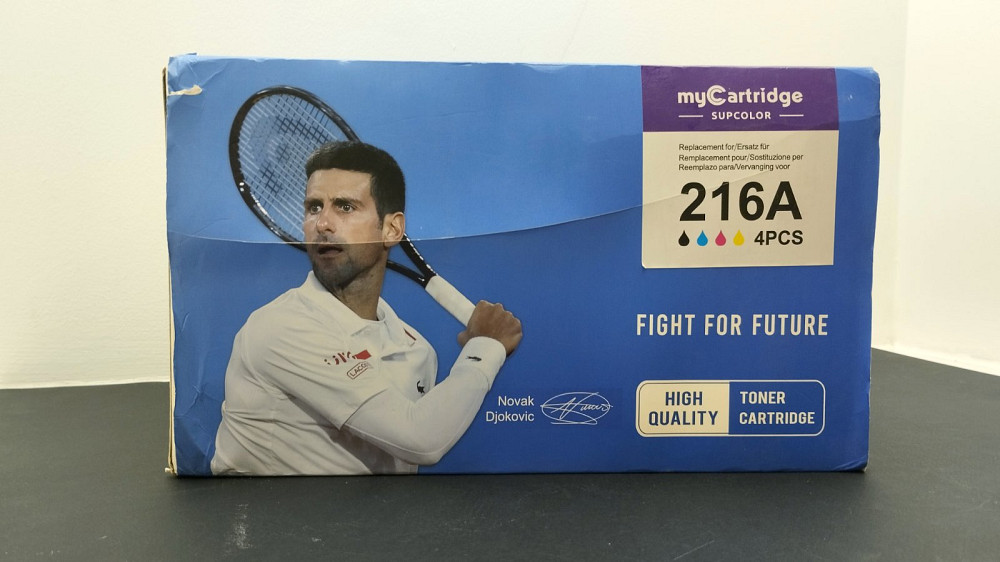 myCartridge
SUPCOLOR
Replacement for/Ersatz für
Remplacement pour/Sostituzione per
Reemplazo para/Vervanging voor
216A
4PCS
FIGHT FOR FUTURE
HIGH
QUALITY
TONER
CARTRIDGE
Novak
Djokovic